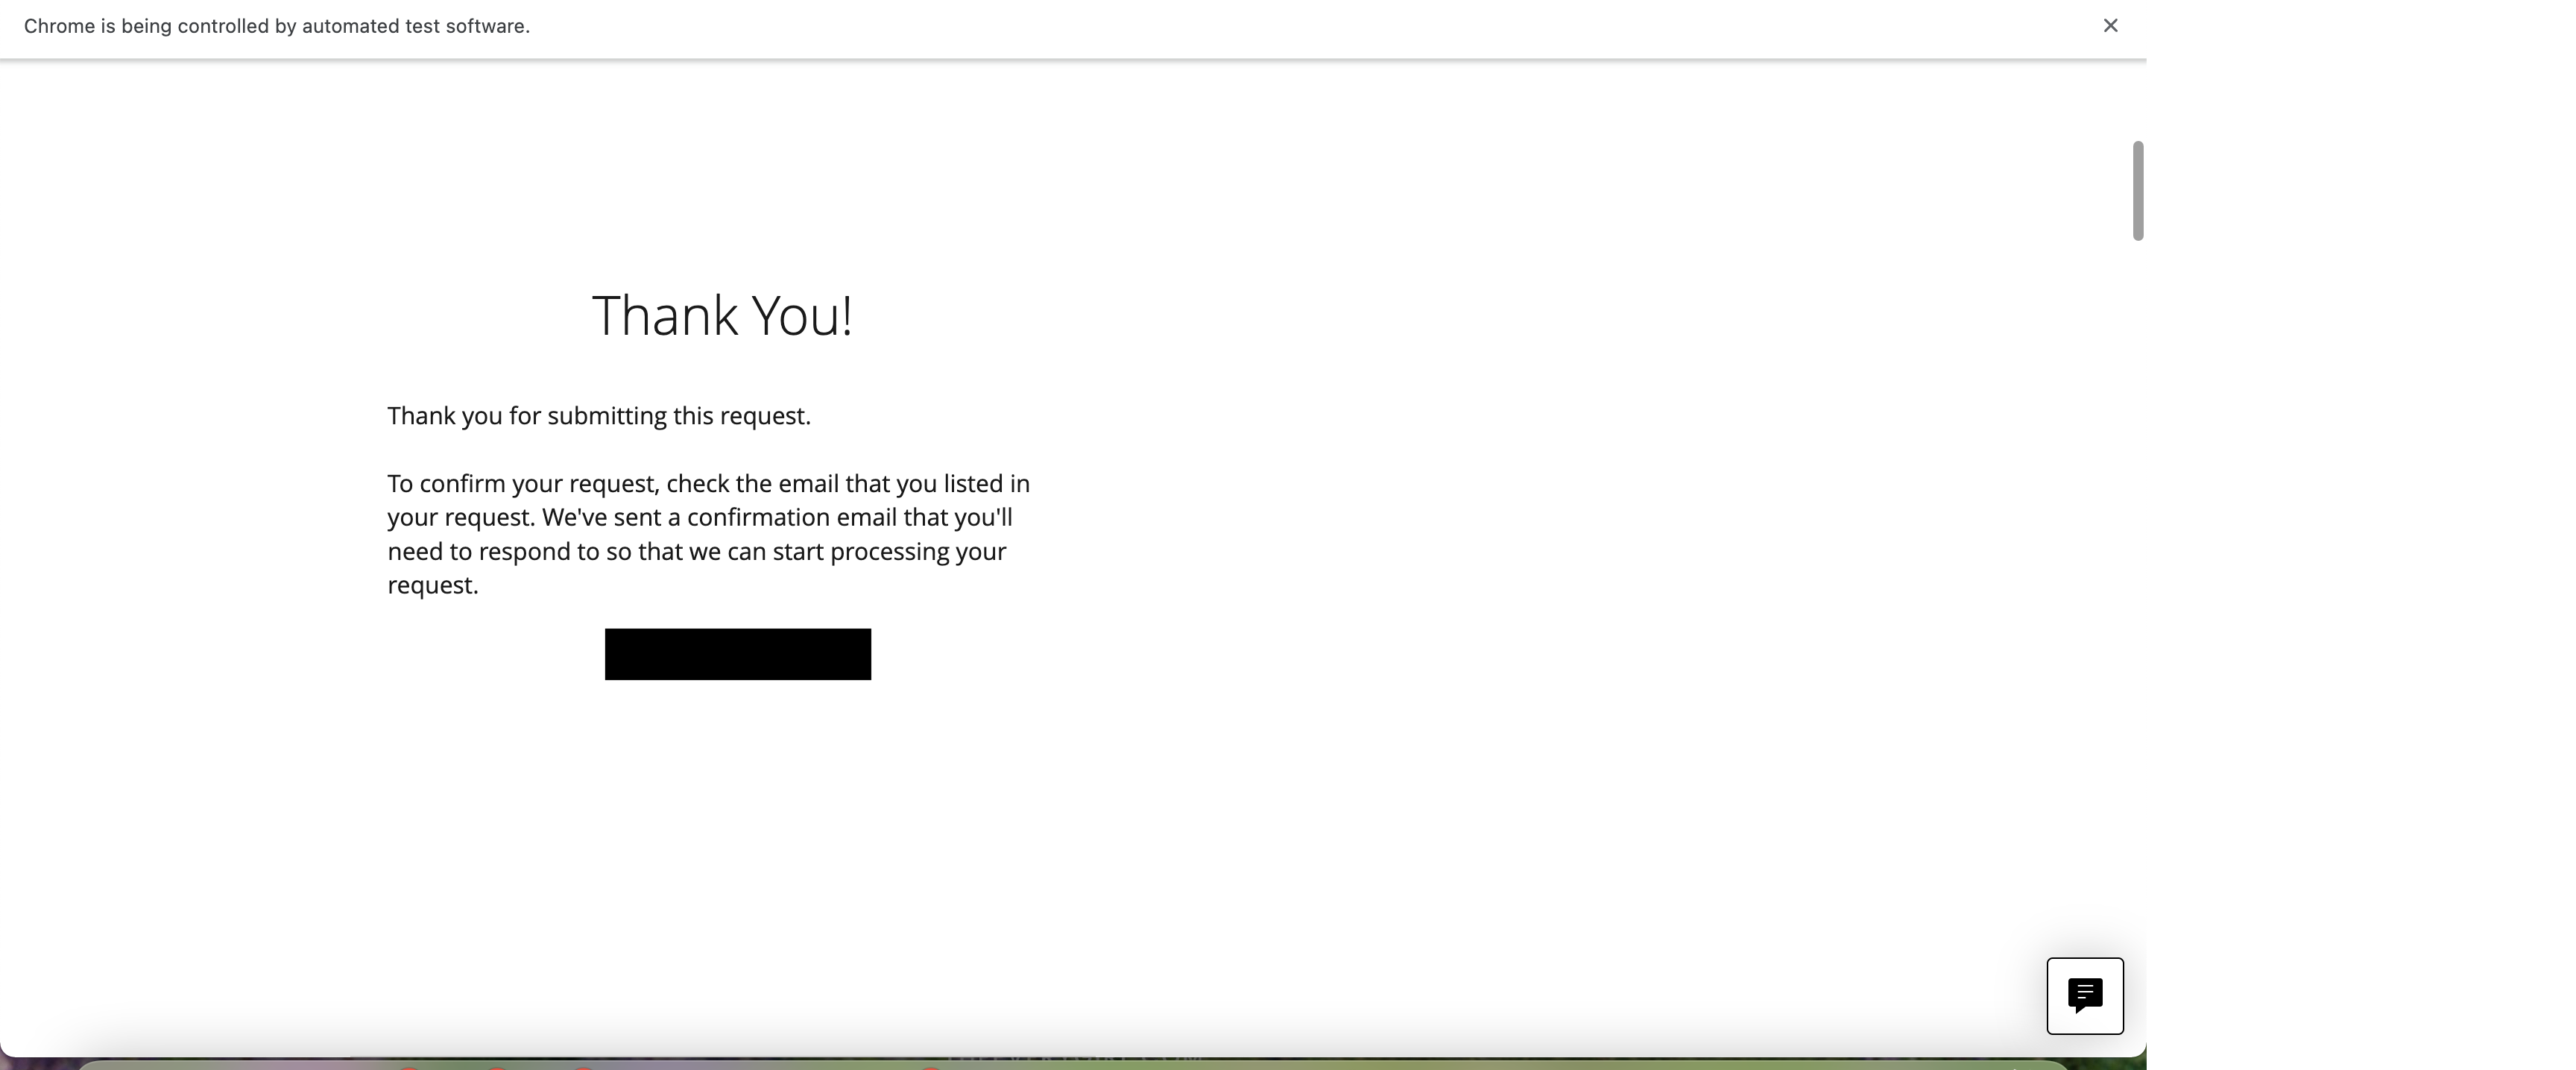 Chrome is being controlled by automated test software.
Thank You!
Thank you for submitting this request.
To confirm your request, check the email that you listed in
your request. We've sent a confirmation email that you'll
need to respond to so that we can start processing your
request.